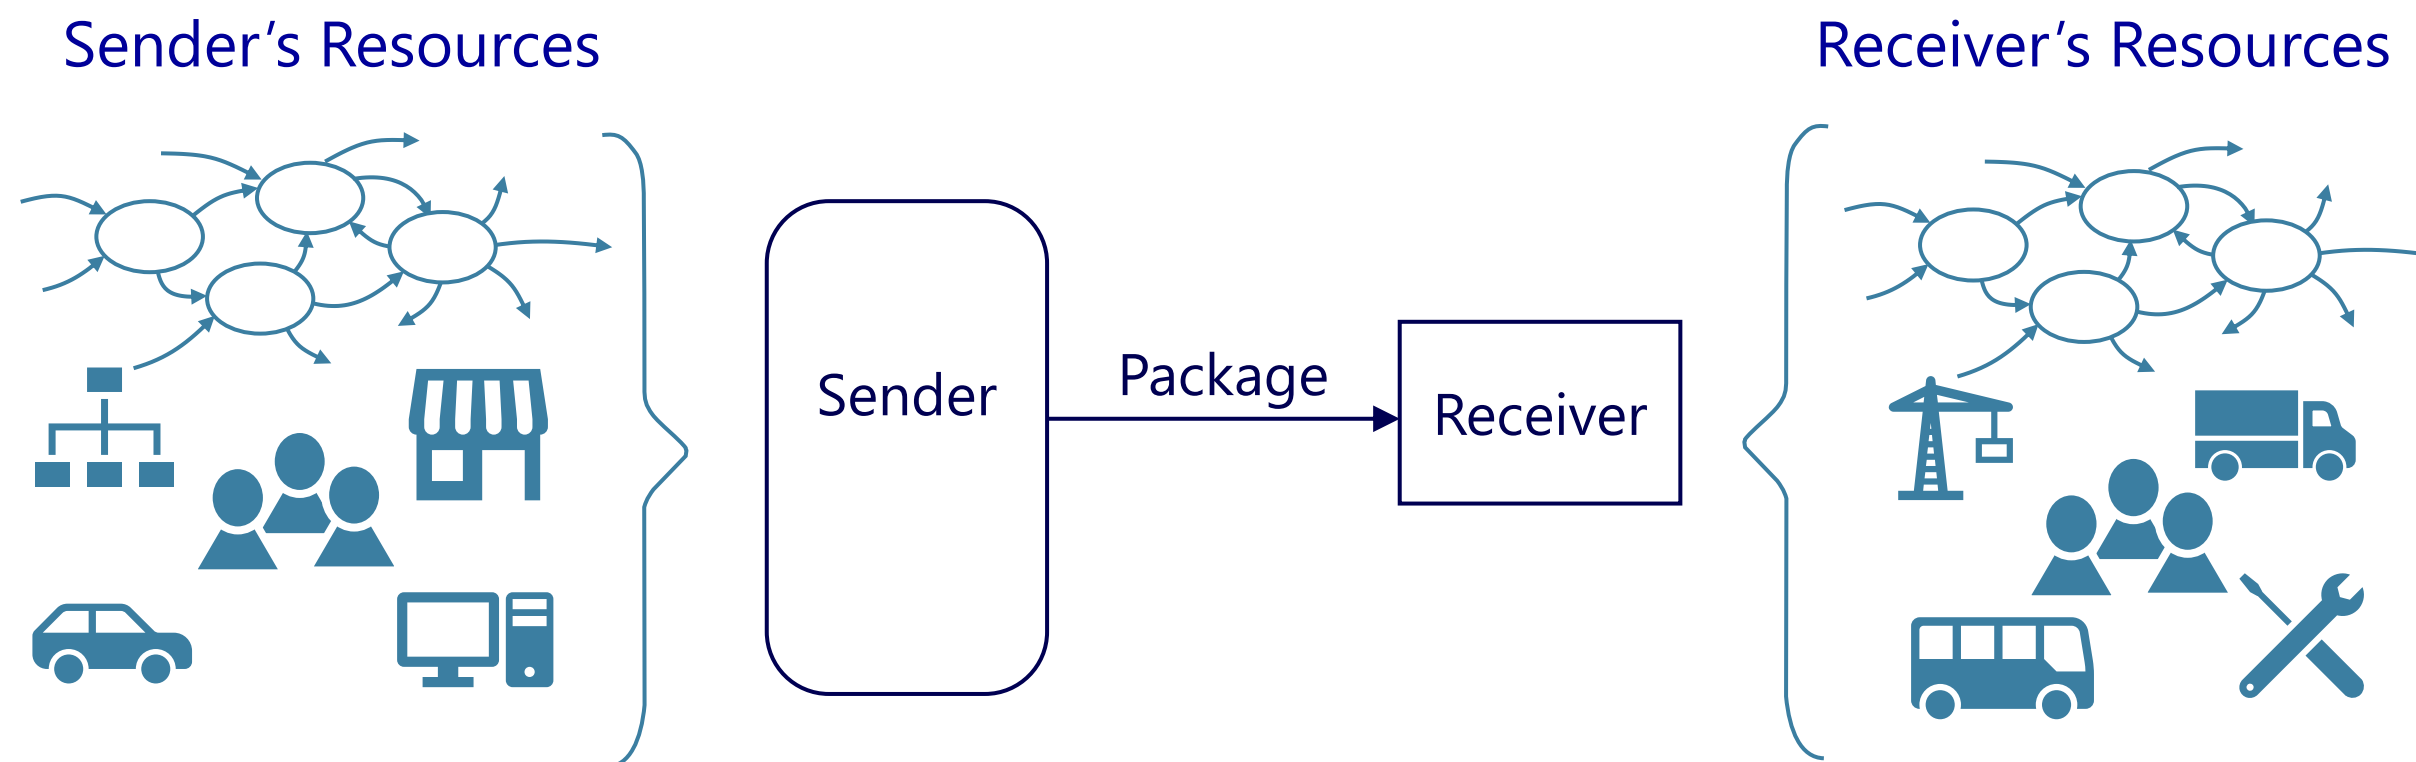 Sender’s Resources
Receiver’s Resources
Sender
Package
Receiver